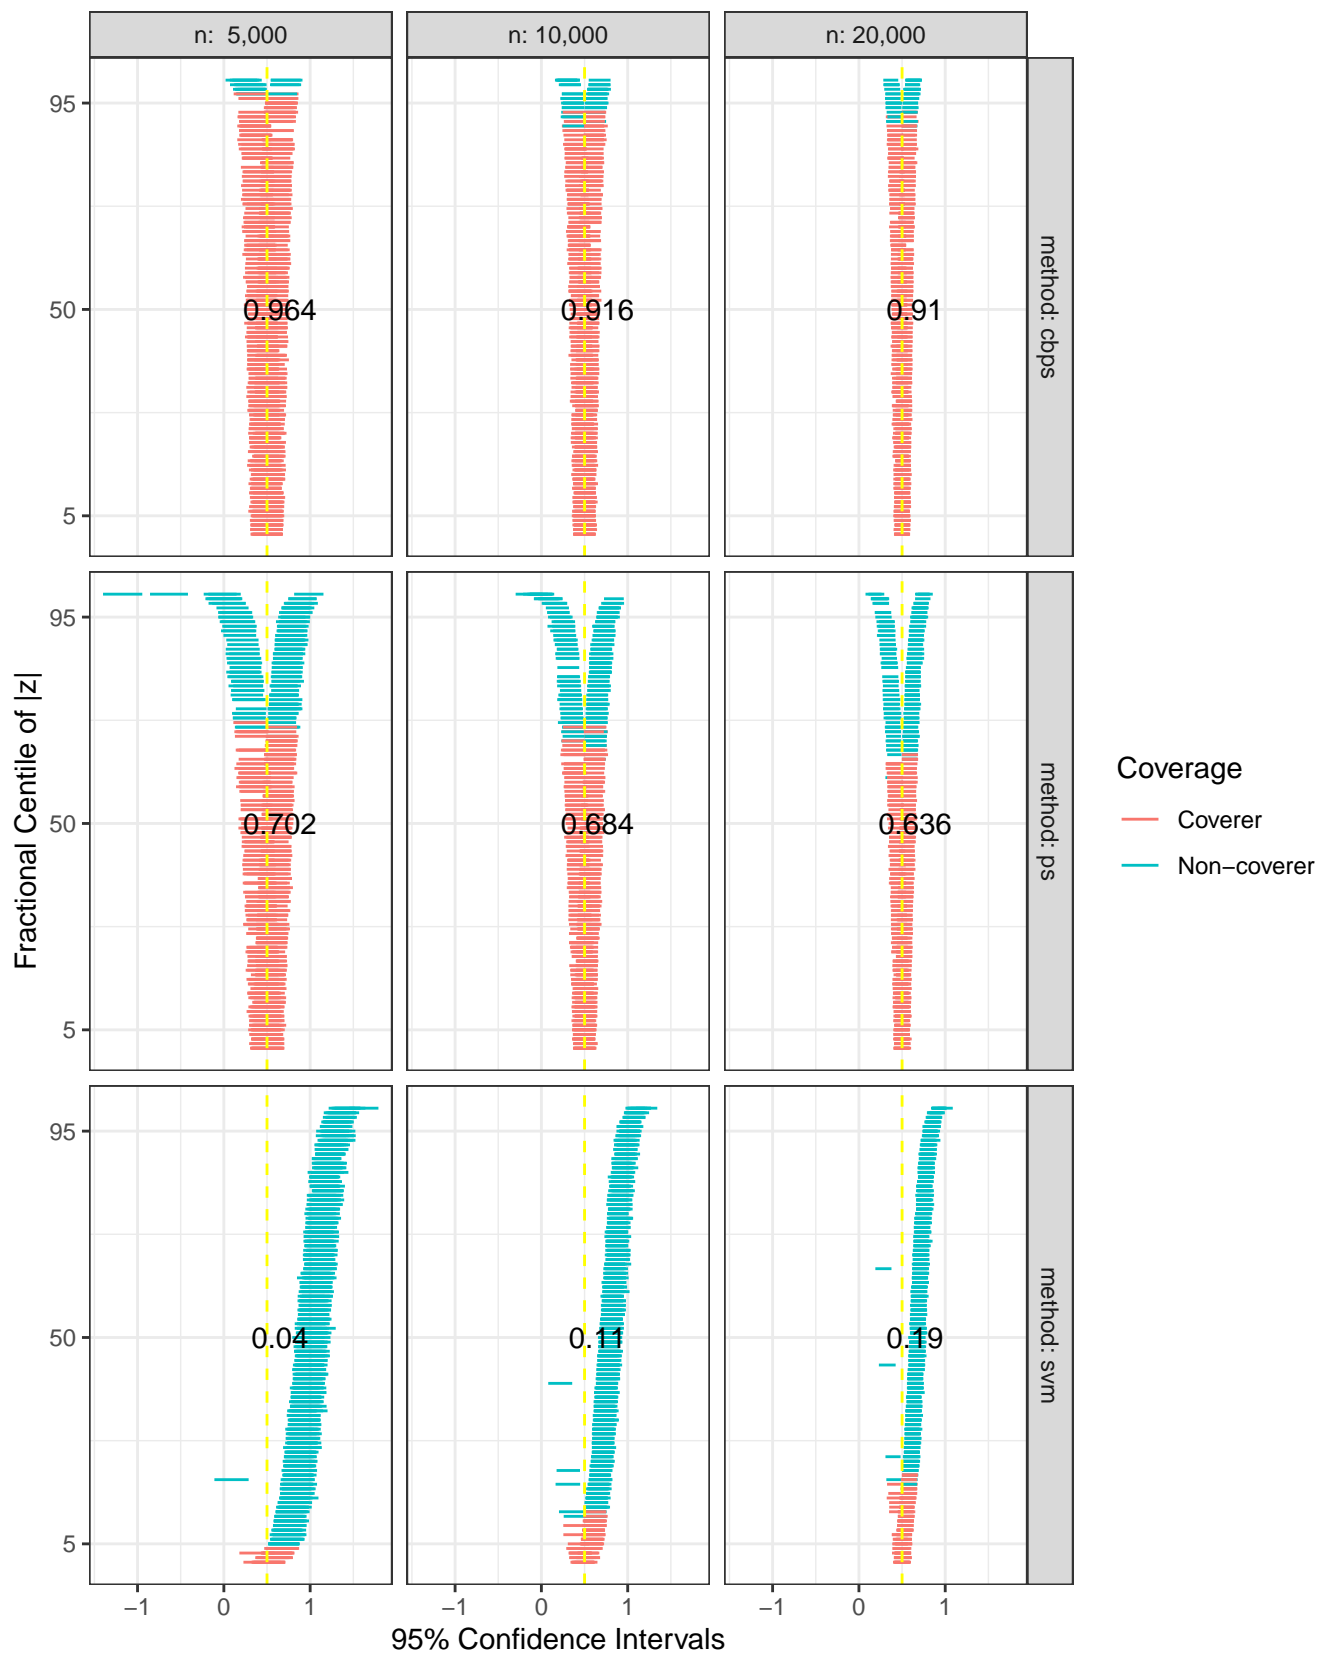 n:  5,000
n: 10,000
n: 20,000
95
50
5
0.964
0.916
0.91
method: cbps
95
50
5
0.702
0.684
0.636
method: ps
95
50
5
0.04
0.11
0.19
method: svm
Fractional Centile of |z|
−1 0 1
−1 0 1
−1 0 1
95% Confidence Intervals
Coverage
Coverer
Non−coverer